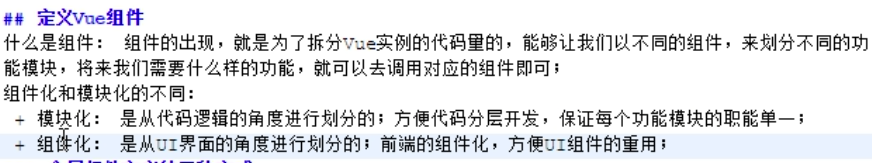 ## 定义Vue组件
什么是组件： 组件的出现，就是为了拆分Vue实例的代码量的，能够让我们以不同的组件，来划分不同的功
能模块，将来我们需要什么样的功能，就可以去调用对应的组件即可；
组件化和模块化的不同：
+ 模块化： 是从代码逻辑的角度进行划分的；方便代码分层开发，保证每个功能模块的职能单一；
+ 组件化： 是从UI界面的角度进行划分的；前端的组件化，方便UI组件的重用；